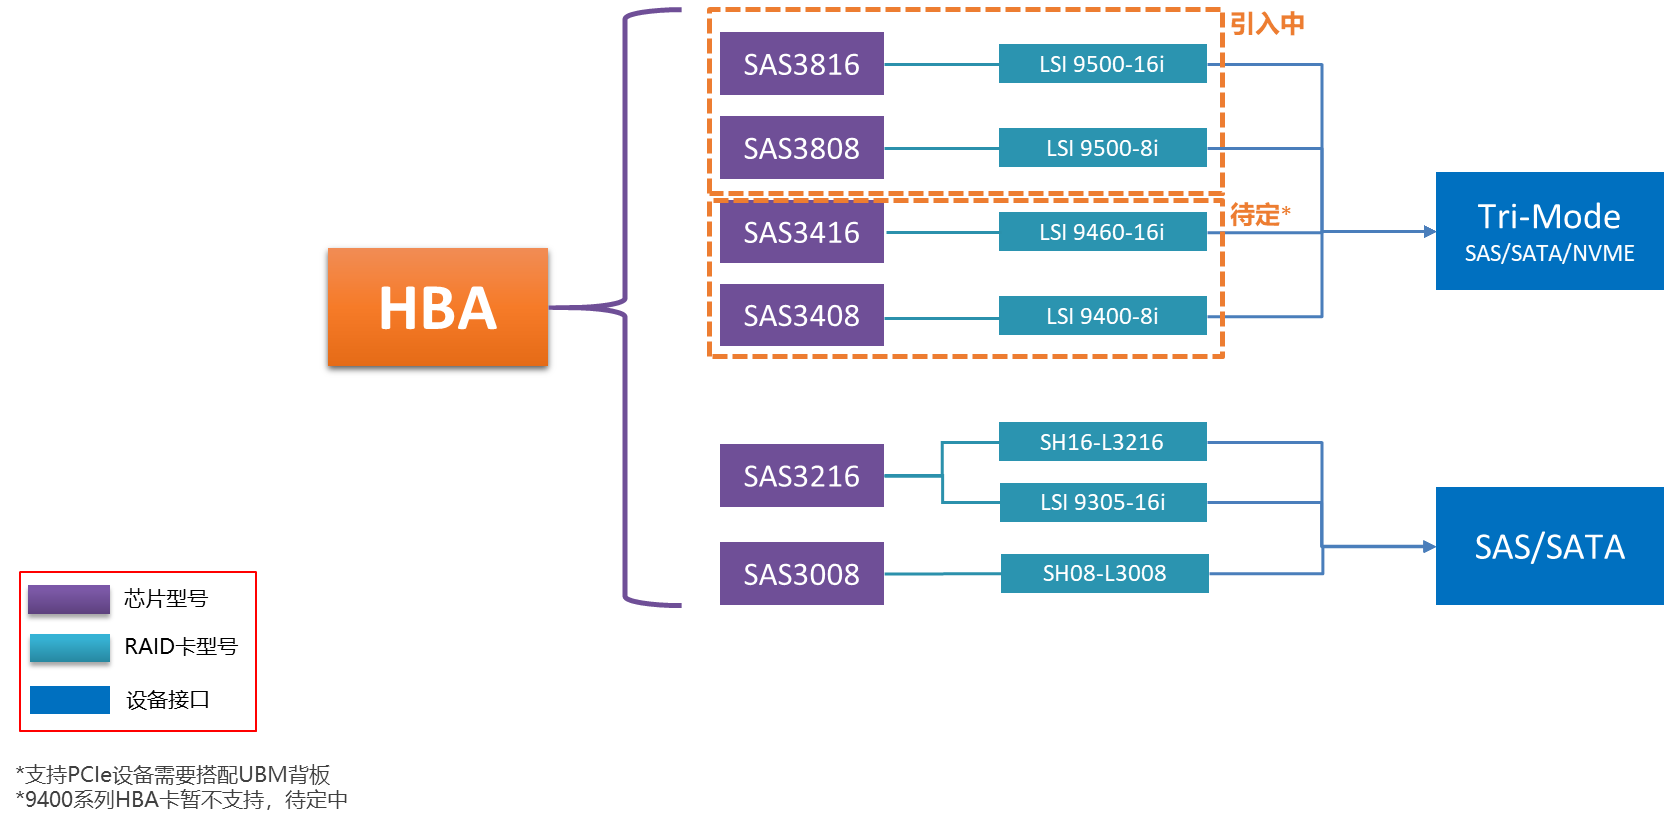 引入中
SAS3816
LSI 9500-16i
SAS3808
LSI 9500-8i
待定*
SAS3416
LSI 9460-16i
Tri-Mode
SAS/SATA/NVME
HBA
SAS3408
LSI 9400-8i
SH16-L3216
SAS3216
LSI 9305-16i
SAS/SATA
SAS3008
SH08-L3008
芯片型号
RAID卡型号
设备接口
*支持PCIe设备需要搭配UBM背板
*9400系列HBA卡暂不支持，待定中